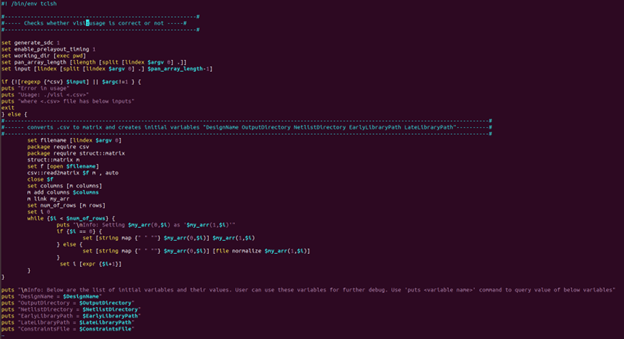 #! /bin/env tclsh
#-----------------------------------------------------------#
#----- Checks whether vlsi usage is correct or not -----#
#-----------------------------------------------------------#
set generate_sdc 1
set enable_prelayout_timing 1
set working_dir [exec pwd]
set pan_array_length [llength [split [lindex $argv 0] .]]
set input [lindex [split [lindex $argv 0] .] $pan_array_length-1]
if {![regexp {^csv} $input] || $argc!=1 } {
puts "Error in usage"
puts "Usage: ./vlsi <.csv>"
puts "where <.csv> file has below inputs"
exit
} else {
#-----------------------------------------------------------#
#------ converts .csv to matrix and creates initial variables "DesignName OutputDirectory NetlistDirectory EarlyLibraryPath LateLibraryPath"-----------#
#-----------------------------------------------------------#
set filename [lindex $argv 0]
package require csv
package require struct::matrix
struct::matrix m
set f [open $filename]
csv::read2matrix $f m , auto
close $f
set columns [m columns]
m add columns $columns
m link my_arr
set num_of_rows [m rows]
set i 0
while {$i < $num_of_rows} {
puts "\nInfo: Setting $my_arr(0,$i) as '$my_arr(1,$i)'"
if {$i == 0} {
set [string map {" " ""} $my_arr(0,$i)] $my_arr(1,$i)
} else {
set [string map {" " ""} $my_arr(0,$i)] [file normalize $my_arr(1,$i)]
}
set i [expr {$i+1}]
}
}
puts "\nInfo: Below are the list of initial variables and their values. User can use these variables for further debug. Use 'puts <variable name>' command to query value of below variables"
puts "DesignName = $DesignName"
puts "OutputDirectory = $OutputDirectory"
puts "NetlistDirectory = $NetlistDirectory"
puts "EarlyLibraryPath = $EarlyLibraryPath"
puts "LateLibraryPath = $LateLibraryPath"
puts "ConstraintsFile = $ConstraintsFile"
~